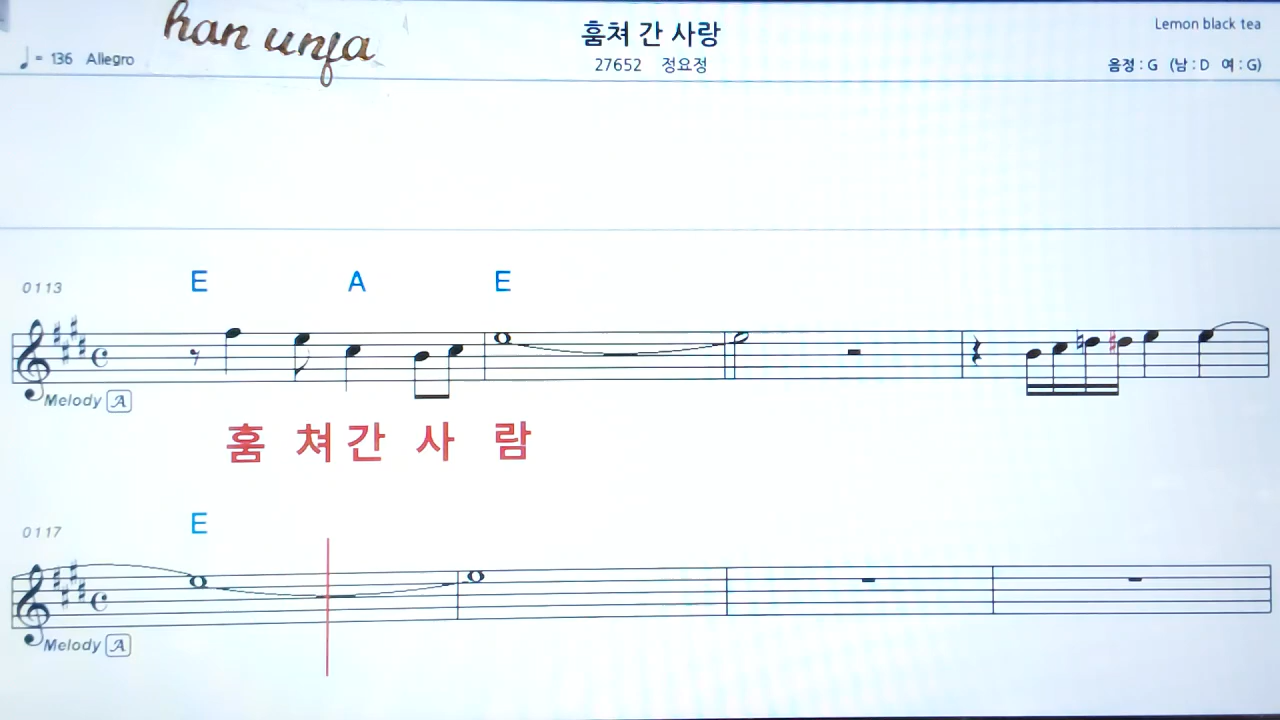 han unja
훔쳐 간 사랑
Lemon black tea
♩= 136 Allegro
27652 정요정
음정 : G (남 : D 여 : G)
0113
E A E
Melody A
훔 쳐 간 사 람
0117
E
Melody A